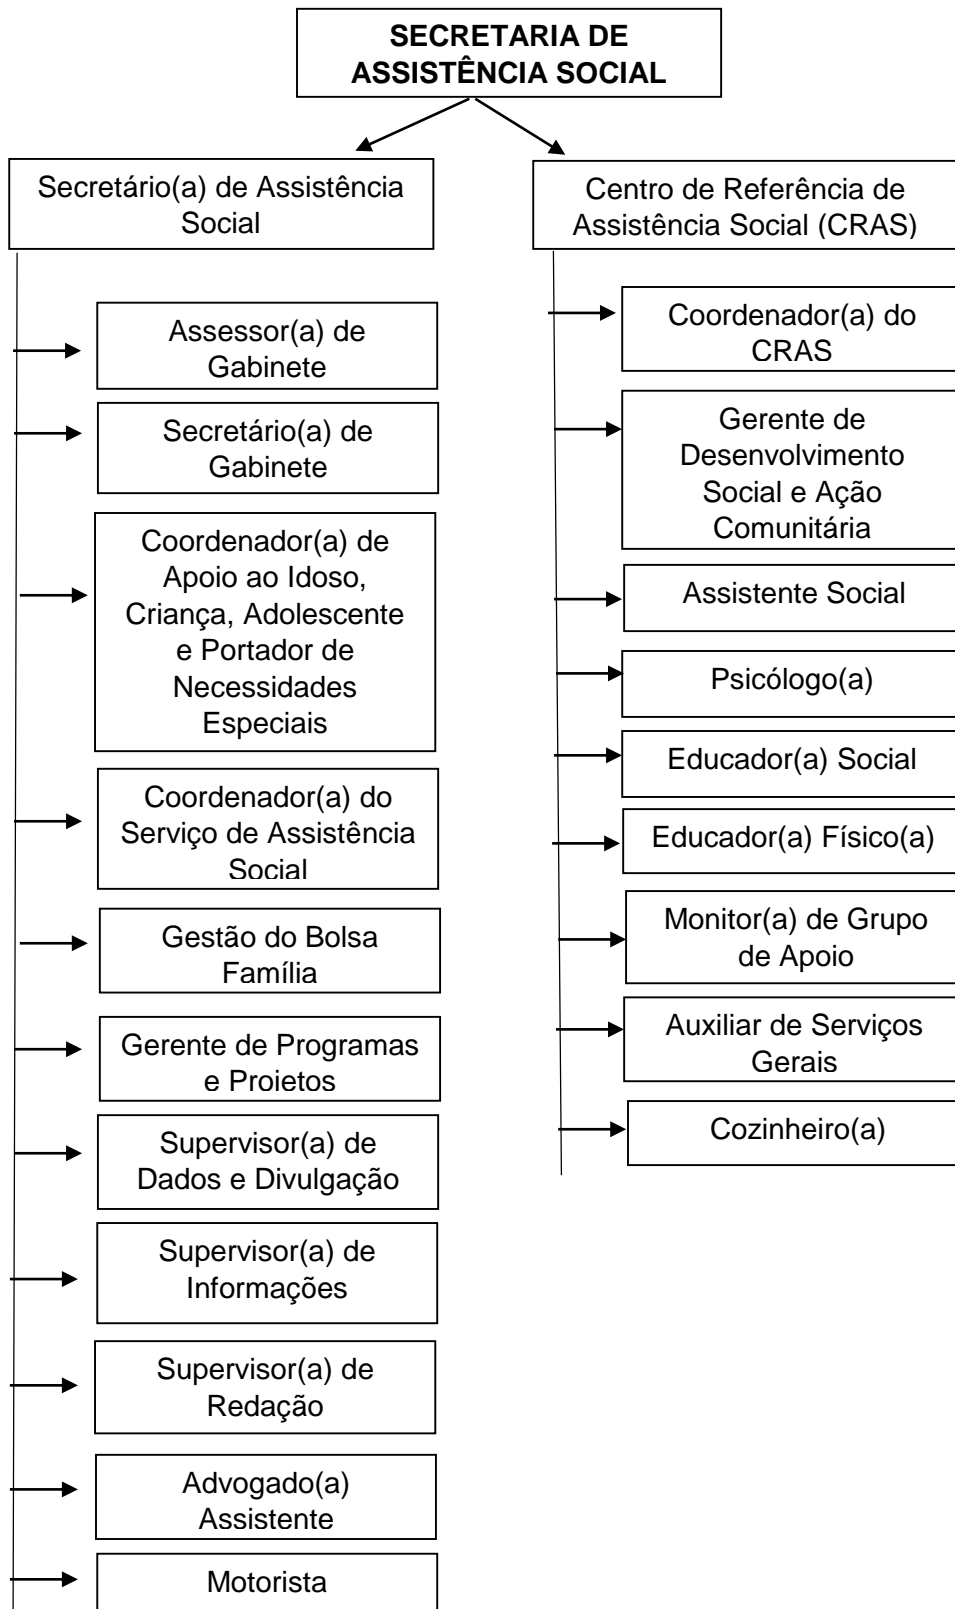 SECRETARIA DE
ASSISTÊNCIA SOCIAL
Secretário(a) de Assistência
Social
Assessor(a) de
Gabinete
Secretário(a) de
Gabinete
Coordenador(a) de
Apoio ao Idoso,
Criança, Adolescente
e Portador de
Necessidades
Especiais
Coordenador(a) do
Serviço de Assistência
Social
Gestão do Bolsa
Família
Gerente de Programas
e Projetos
Supervisor(a) de
Dados e Divulgação
Supervisor(a) de
Informações
Supervisor(a) de
Redação
Advogado(a)
Assistente
Motorista
Centro de Referência de
Assistência Social (CRAS)
Coordenador(a) do
CRAS
Gerente de
Desenvolvimento
Social e Ação
Comunitária
Assistente Social
Psicólogo(a)
Educador(a) Social
Educador(a) Físico(a)
Monitor(a) de Grupo
de Apoio
Auxiliar de Serviços
Gerais
Cozinheiro(a)